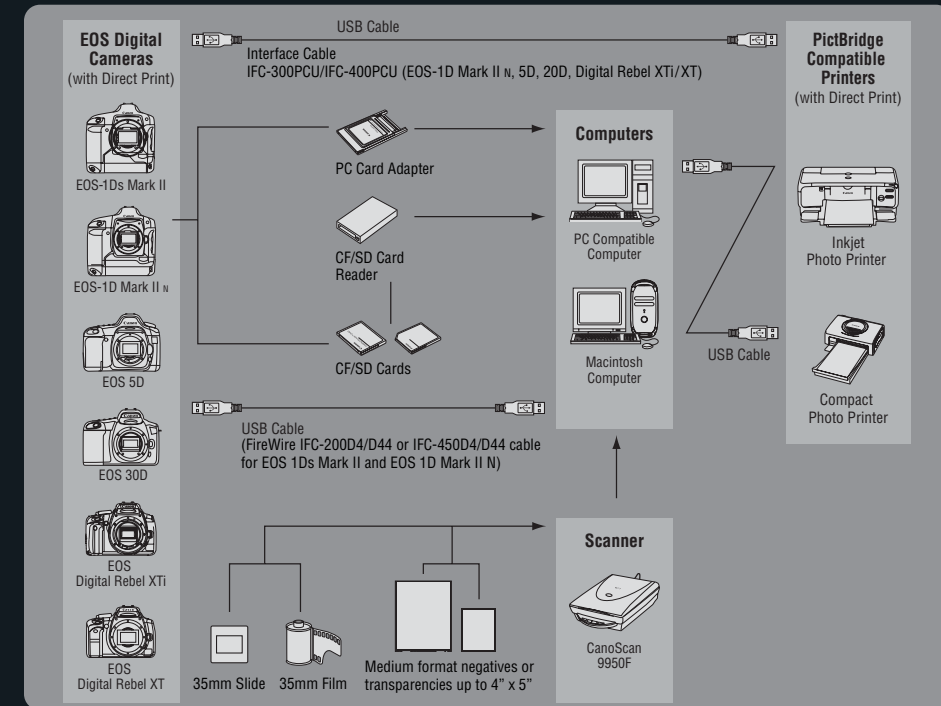 EOS Digital
Cameras
(with Direct Print)
EOS-1Ds Mark II
EOS-1D Mark II N
EOS 5D
EOS 30D
EOS
Digital Rebel XTi
EOS
Digital Rebel XT
USB Cable
Interface Cable
IFC-300PCU/IFC-400PCU (EOS-1D Mark II N, 5D, 20D, Digital Rebel XTi/XT)
PC Card Adapter
CF/SD Card
Reader
CF/SD Cards
USB Cable
(FireWire IFC-200D4/D44 or IFC-450D4/D44 cable
for EOS 1Ds Mark II and EOS 1D Mark II N)
35mm Slide
35mm Film
Medium format negatives or
transparencies up to 4” x 5”
Computers
PC Compatible
Computer
Macintosh
Computer
Scanner
CanoScan
9950F
USB Cable
PictBridge
Compatible
Printers
(with Direct Print)
Inkjet
Photo Printer
Compact
Photo Printer